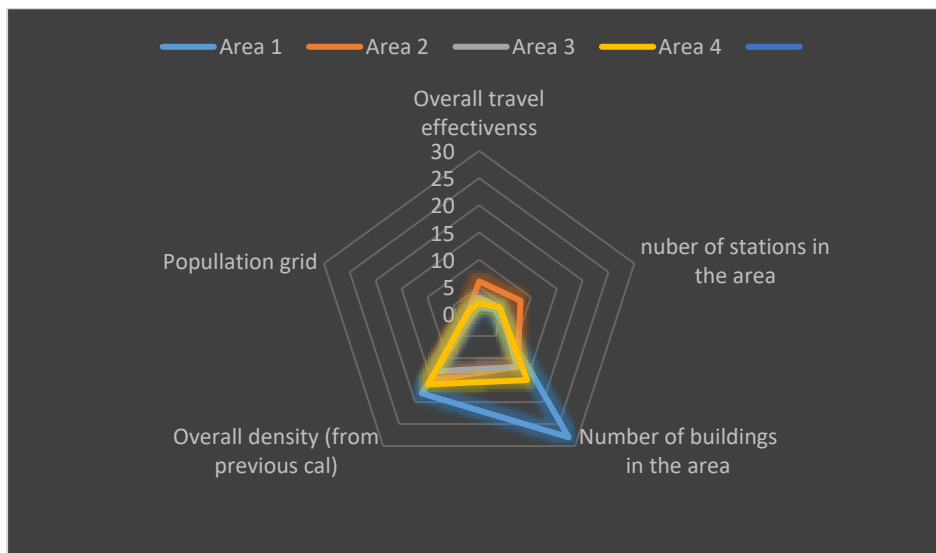 Area 1 Area 2 Area 3 Area 4
Overall travel
effectivenss
30
25
20
15
10
5
0
nuber of stations in
the area
Popullation grid
Overall density (from
previous cal)
Number of buildings
in the area